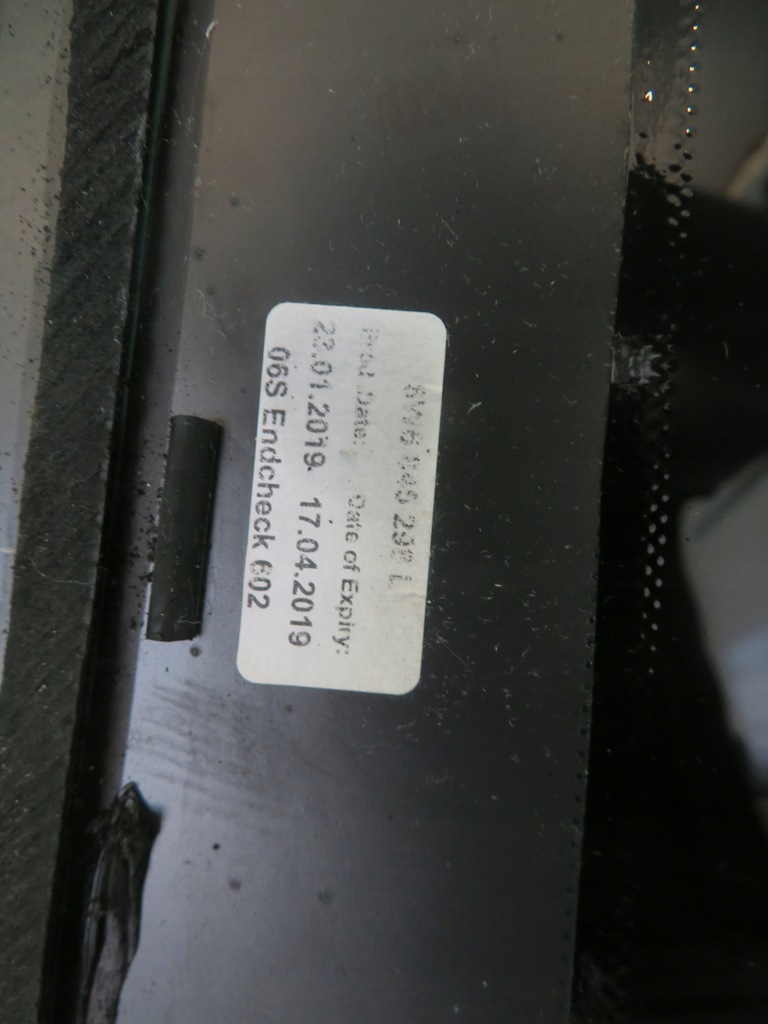 Prod. Date: Date of Expiry:
23.01.2019 17.04.2019
06S Endcheck 602